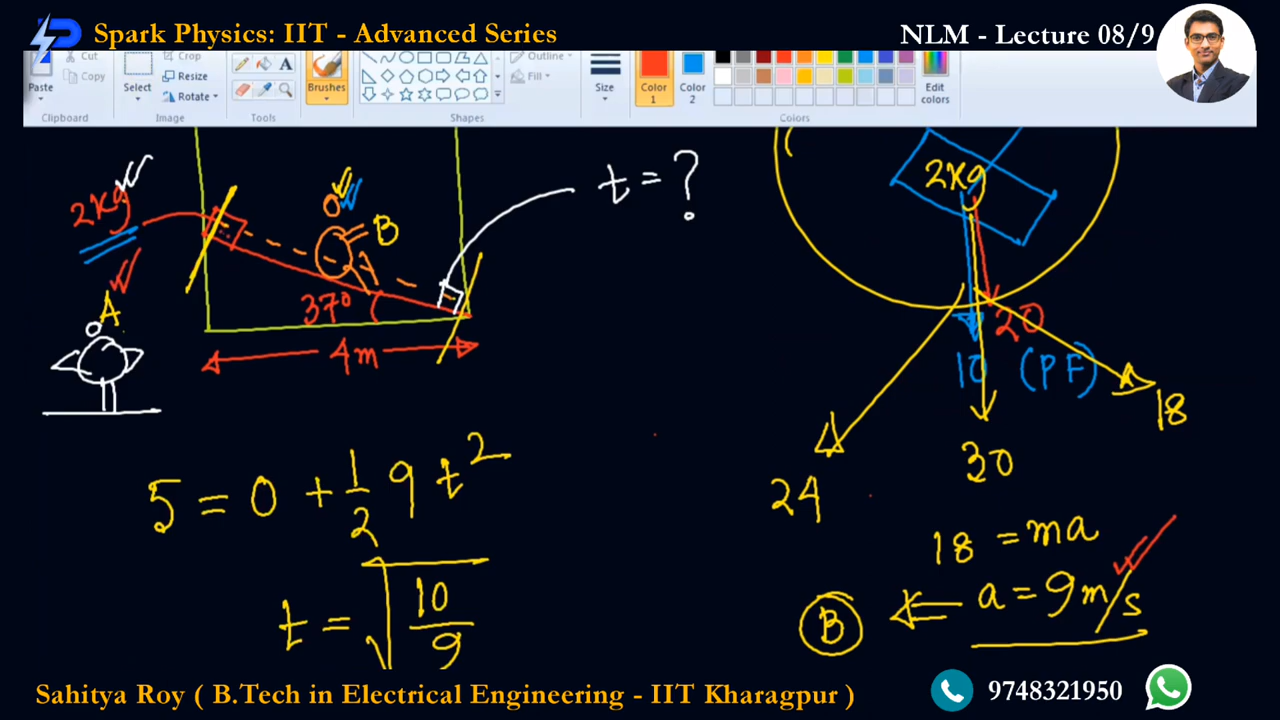 Spark Physics: IIT - Advanced Series
NLM - Lecture 08/9
Cut
Copy
Paste
Clipboard
Select
Crop
Resize
Rotate
Image
Tools
Brushes
Shapes
Outline
Fill
Size
Color 1
Color 2
Edit colors
Colors
2kg
A
B
37°
4m
t = ?
2kg
20
10 (PF)
18
30
24
5 = 0 + 1/2 9 t²
t = √10/9
18 = ma
a = 9 m/s
B
Sahitya Roy ( B.Tech in Electrical Engineering - IIT Kharagpur )
9748321950